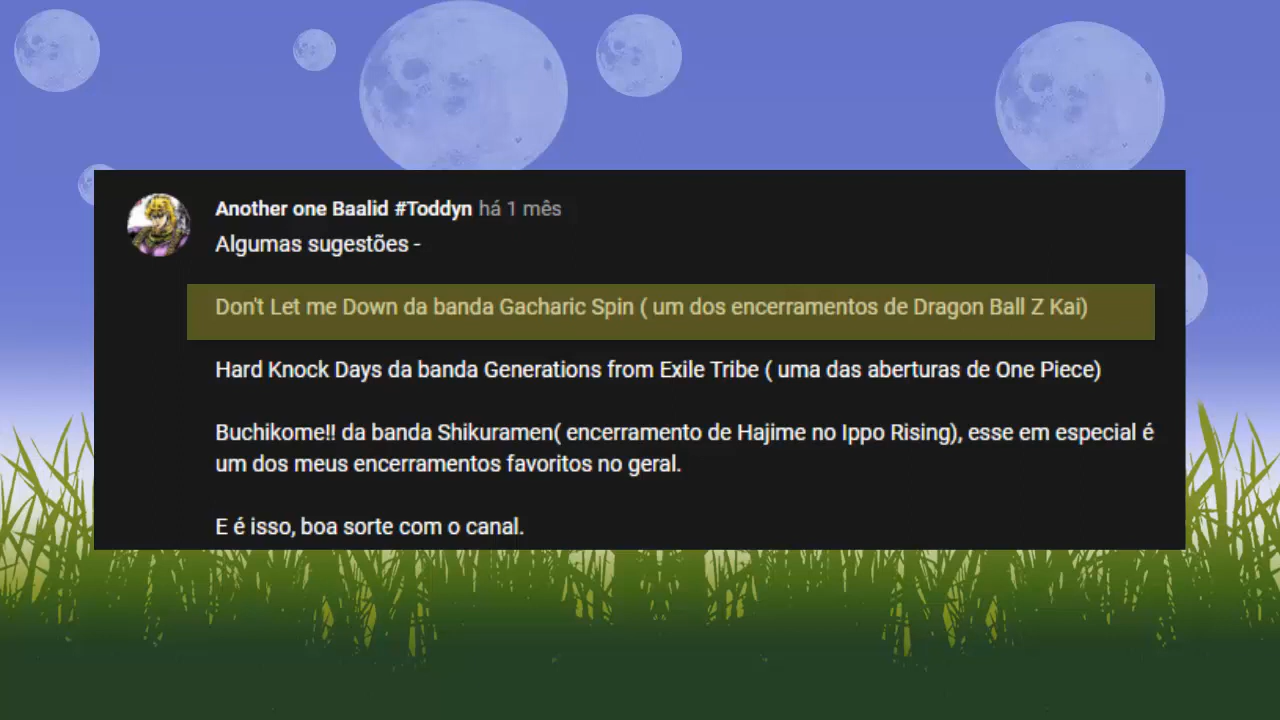 Another one Baalid #Toddyn há 1 mês
Algumas sugestões -
Don't Let me Down da banda Gacharic Spin ( um dos encerramentos de Dragon Ball Z Kai)
Hard Knock Days da banda Generations from Exile Tribe ( uma das aberturas de One Piece)
Buchikome!! da banda Shikuramen( encerramento de Hajime no Ippo Rising), esse em especial é
um dos meus encerramentos favoritos no geral.
E é isso, boa sorte com o canal.